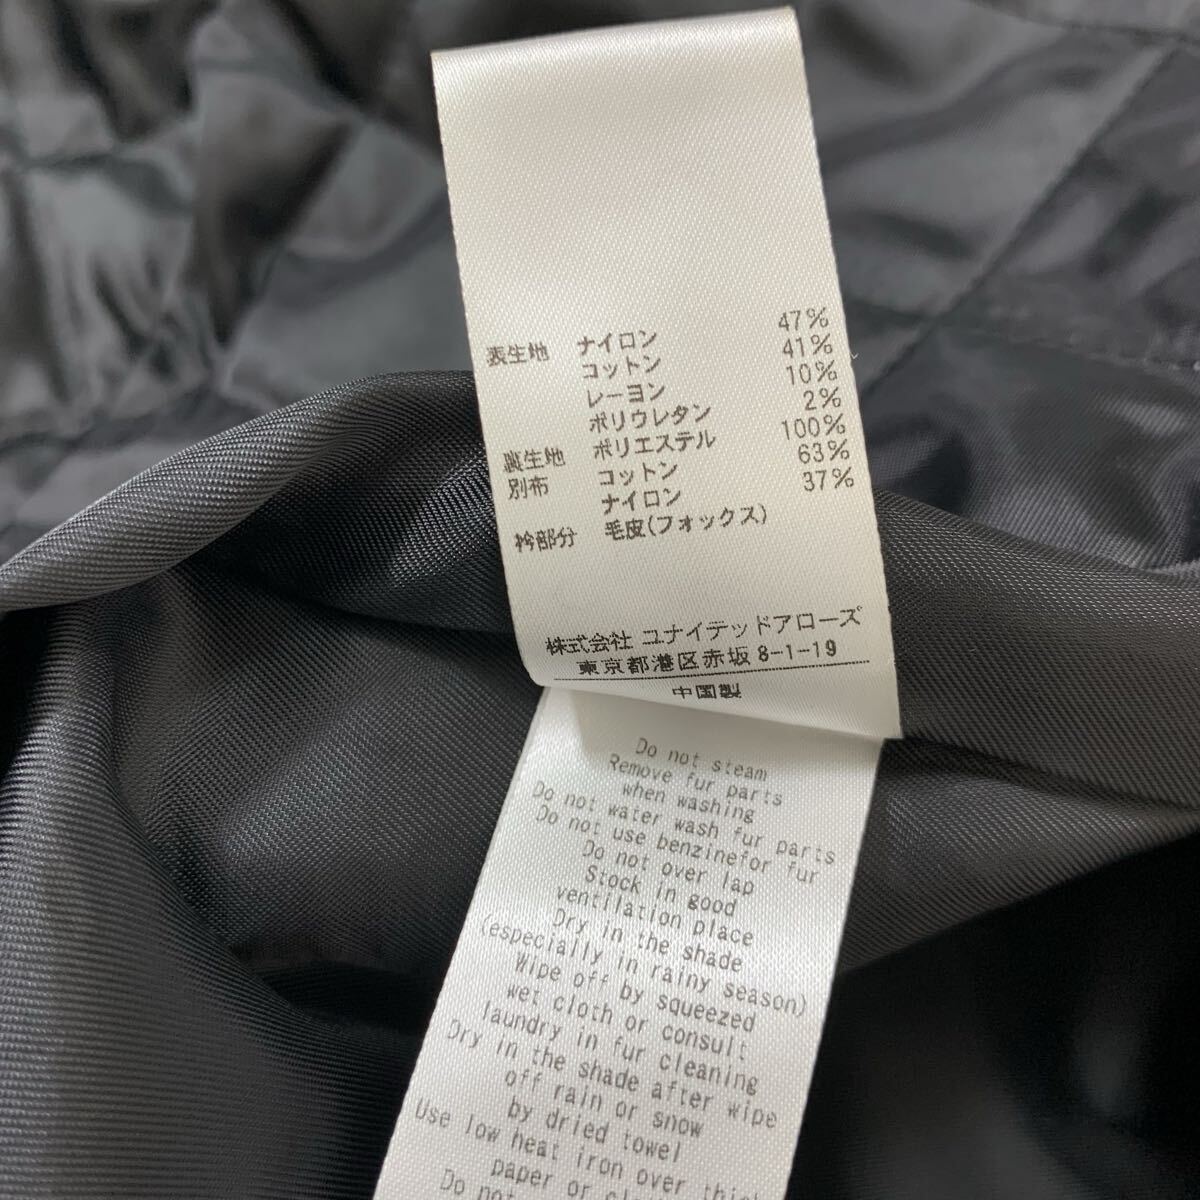 表生地 ナイロン 47%
コットン 41%
レーヨン 10%
ポリウレタン 2%
裏生地 ポリエステル 100%
別布 コットン 63%
ナイロン 37%
衿部分 毛皮(フォックス)
株式会社 ユナイテッドアローズ
東京都港区赤坂8-1-19
中国製
Do not steam
Remove fur parts
when washing
Do not water wash fur parts
Do not use benzinefor fur
Do not over lap
Stock in good
ventilation place
Dry in the shade
(especially in rainy season)
Wipe off by squeezed
wet cloth or consult
laundry in fur cleaning
Dry in the shade after wipe
off rain or snow
by dried towel
Use low heat iron over thic
paper or cl
Do not